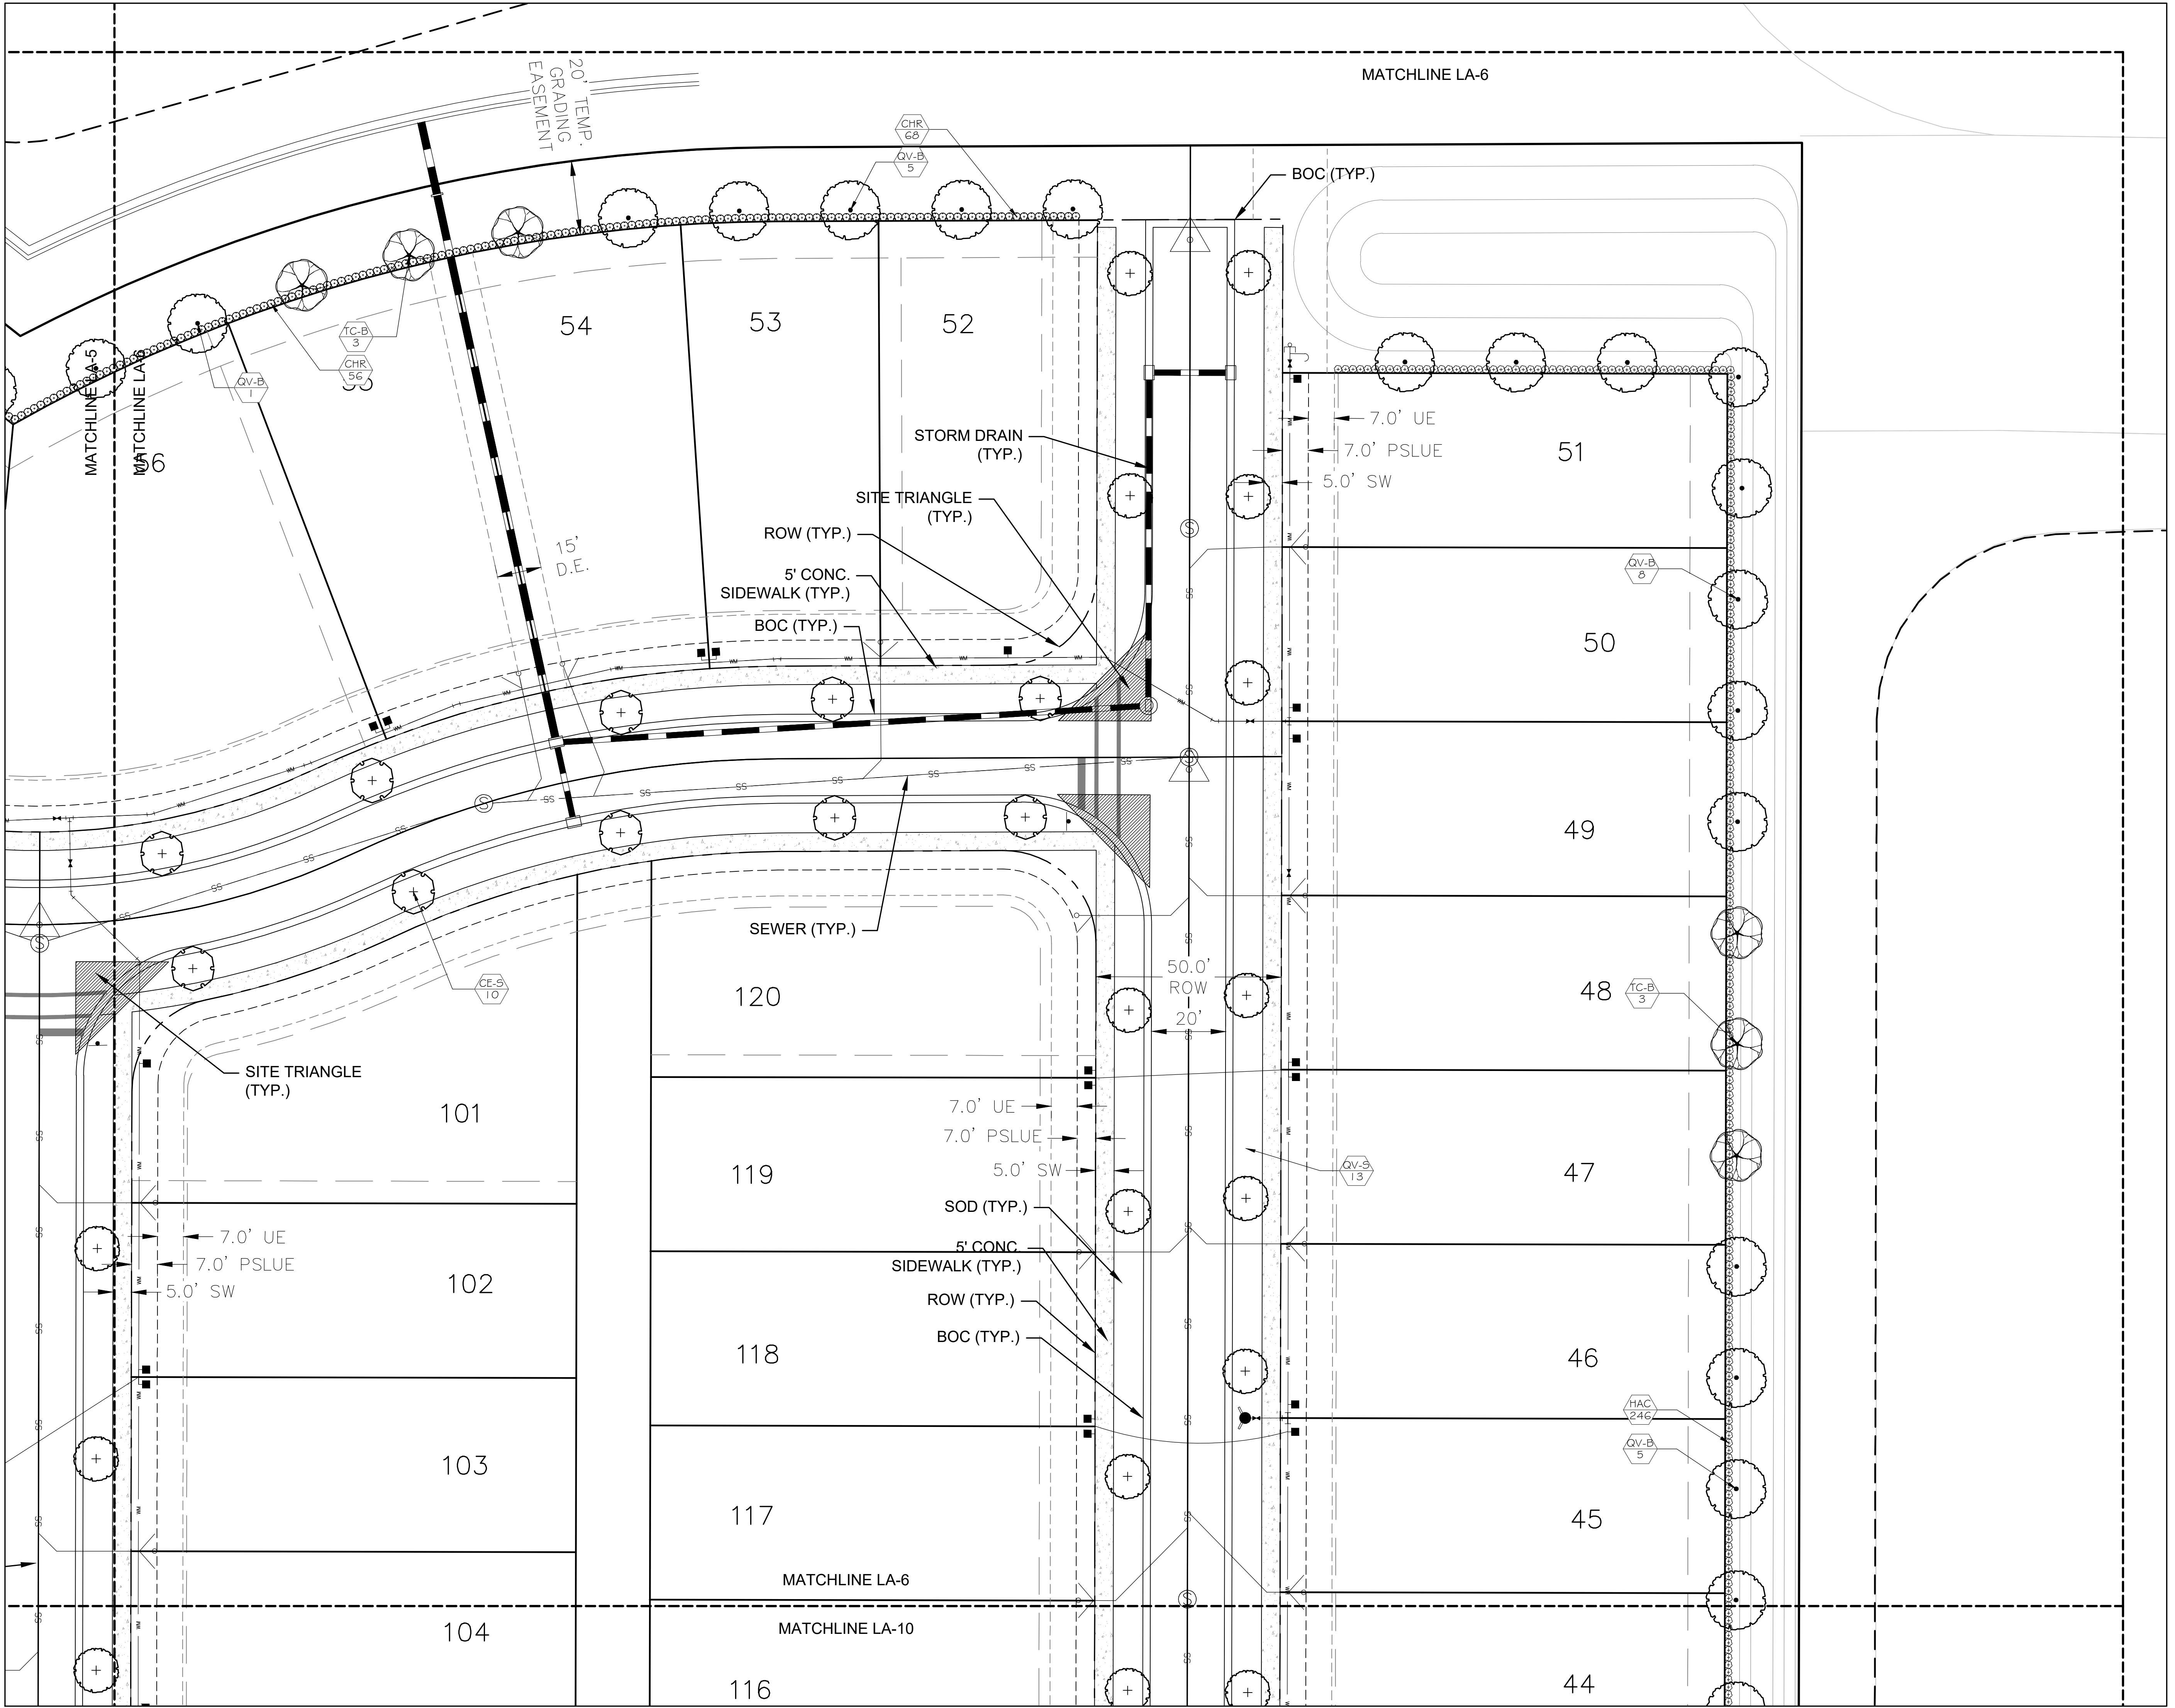 MATCHLINE LA-6
20' TEMP.
GRADING
EASEMENT
CHR
68
QV-B
5
BOC (TYP.)
TC-B
3
CHR
56
QV-B
1
MATCHLINE LA-5
MATCHLINE LA-6
56
54
53
52
51
STORM DRAIN
(TYP.)
7.0' UE
7.0' PSLUE
5.0' SW
SITE TRIANGLE
(TYP.)
ROW (TYP.)
15'
D.E.
5' CONC.
SIDEWALK (TYP.)
BOC (TYP.)
QV-B
8
50
49
SEWER (TYP.)
CE-S
10
120
50.0'
ROW
20'
48
TC-B
3
SITE TRIANGLE
(TYP.)
101
7.0' UE
7.0' PSLUE
5.0' SW
119
QV-S
13
47
SOD (TYP.)
5' CONC.
SIDEWALK (TYP.)
ROW (TYP.)
BOC (TYP.)
7.0' UE
7.0' PSLUE
5.0' SW
102
118
46
HAC
246
QV-B
5
103
117
45
MATCHLINE LA-6
MATCHLINE LA-10
104
116
44